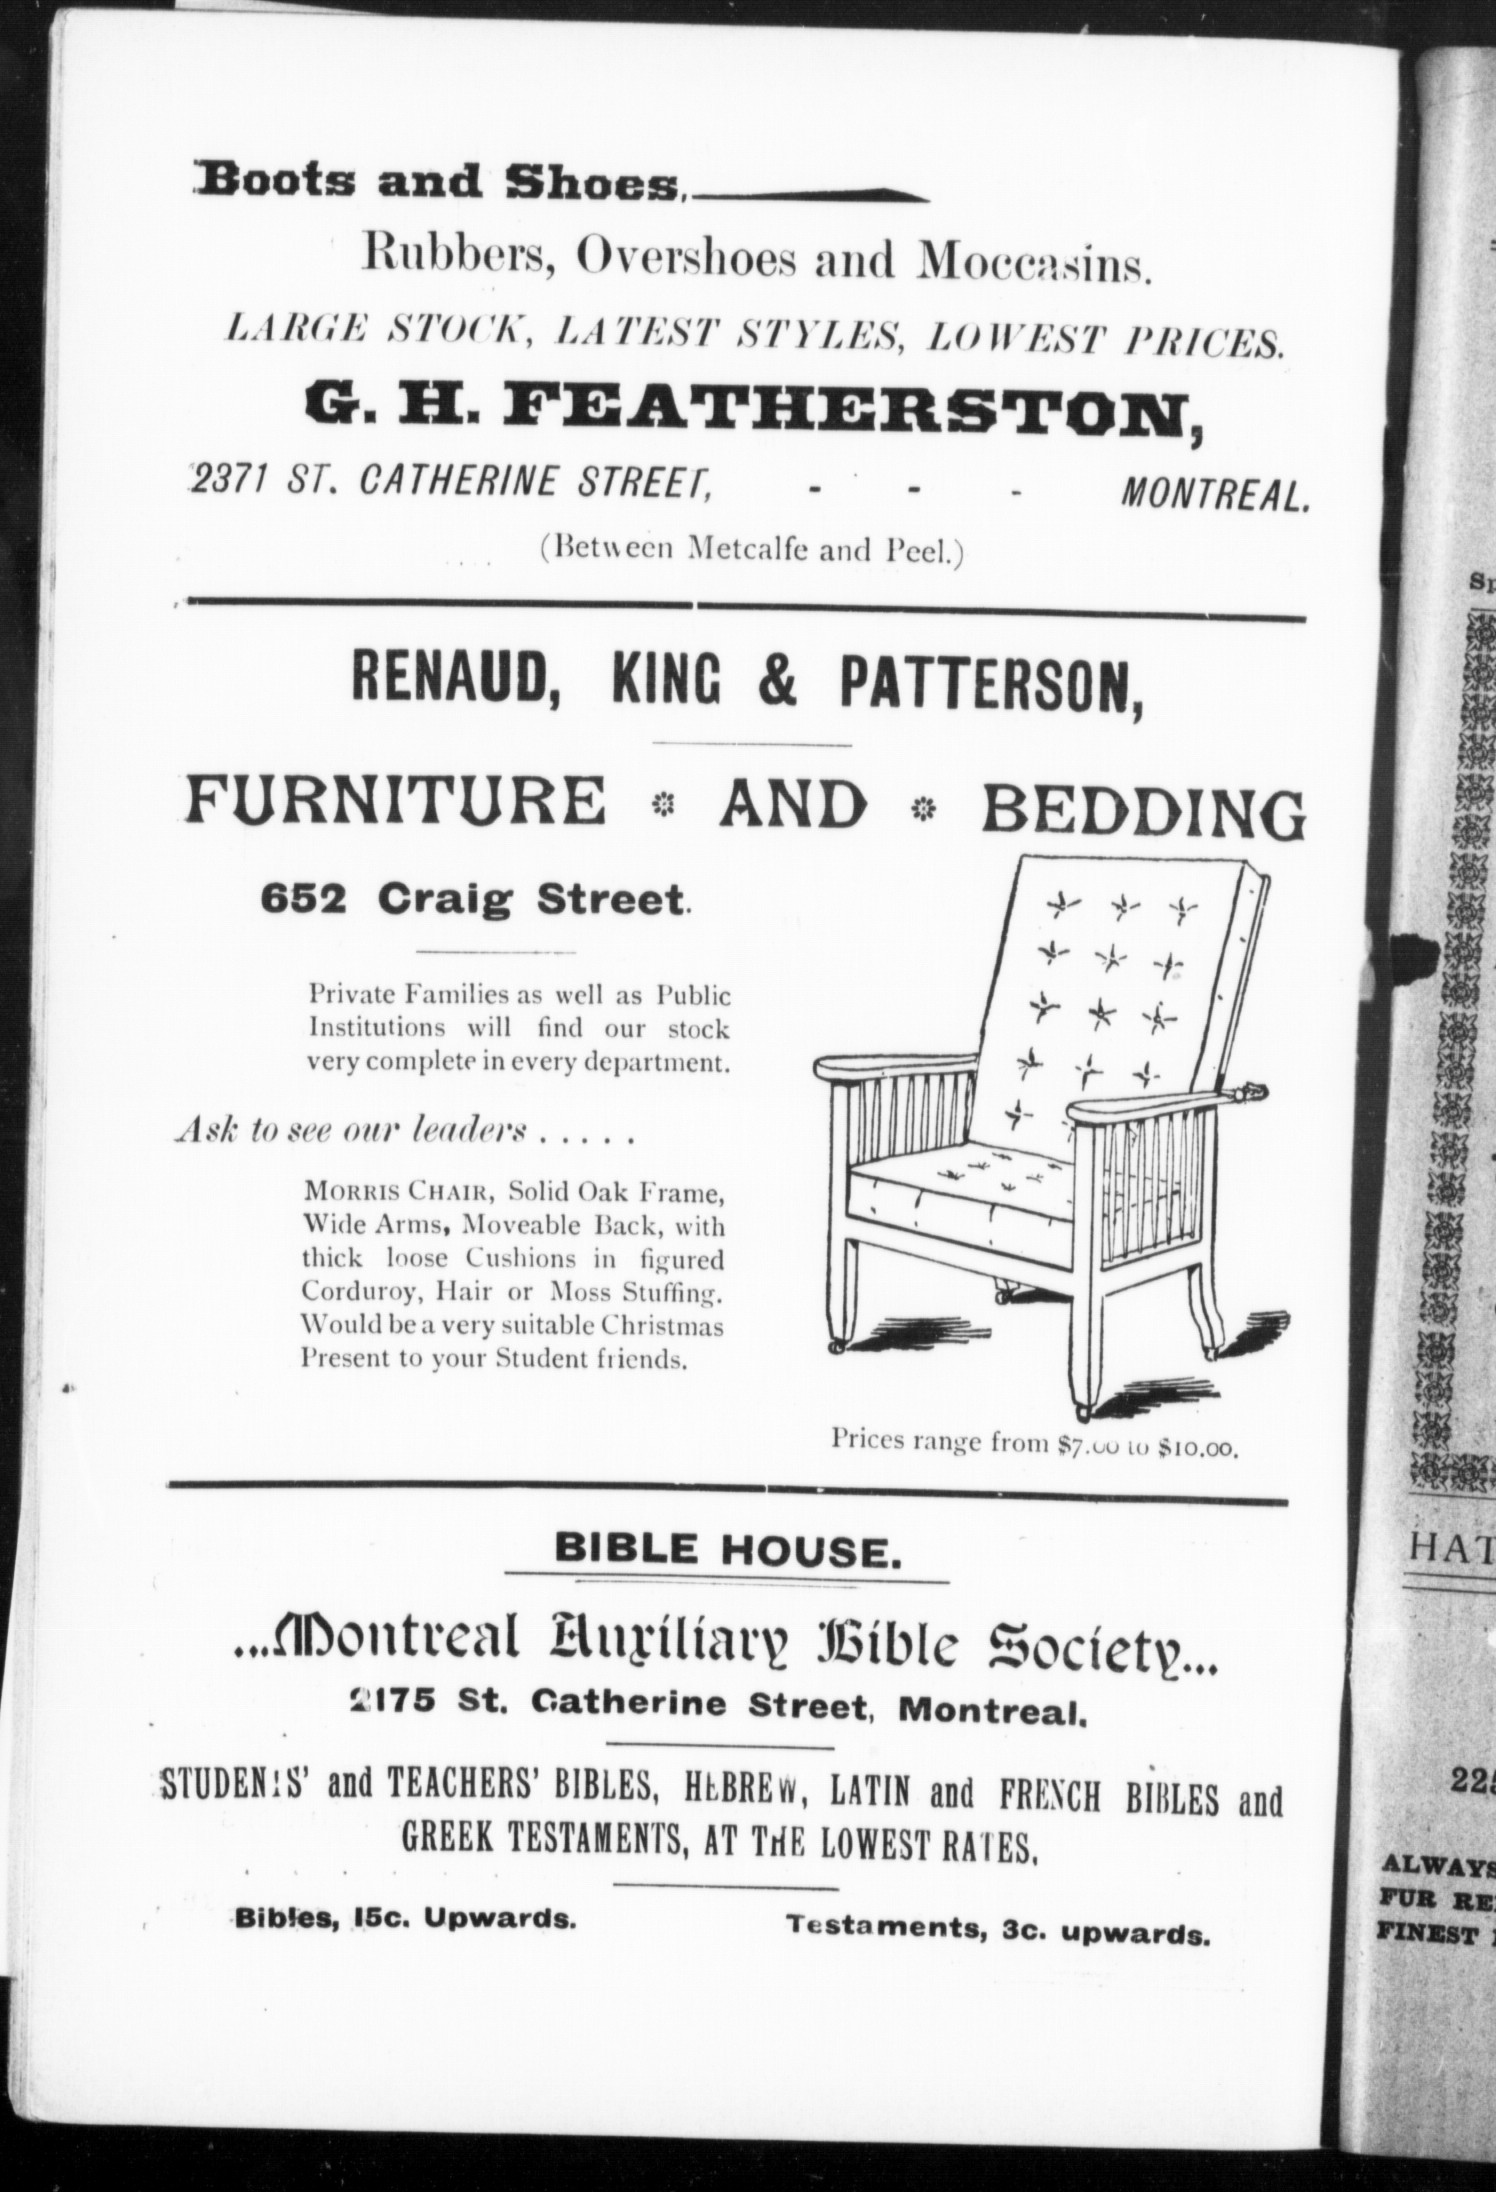 Boots and Shoes,
Rubbers, Overshoes and Moccasins.
LARGE STOCK, LATEST STYLES, LOWEST PRICES.
G. H. FEATHERSTON,
2371 ST. CATHERINE STREET, - - - MONTREAL.
(Between Metcalfe and Peel.)
RENAUD, KING & PATTERSON,
FURNITURE AND BEDDING
652 Craig Street.
Private Families as well as Public
Institutions will find our stock
very complete in every department.
Ask to see our leaders . . . . .
MORRIS CHAIR, Solid Oak Frame,
Wide Arms, Moveable Back, with
thick loose Cushions in figured
Corduroy, Hair or Moss Stuffing.
Would be a very suitable Christmas
Present to your Student friends.
Prices range from $7.00 to $10.00.
BIBLE HOUSE.
...Montreal Auxiliary Bible Society...
2175 St. Catherine Street, Montreal.
STUDENTS' and TEACHERS' BIBLES, HEBREW, LATIN and FRENCH BIBLES and
GREEK TESTAMENTS, AT THE LOWEST RATES.
Bibles, 15c. Upwards. Testaments, 3c. upwards.
HAT
ALWAYS
FUR
FINEST